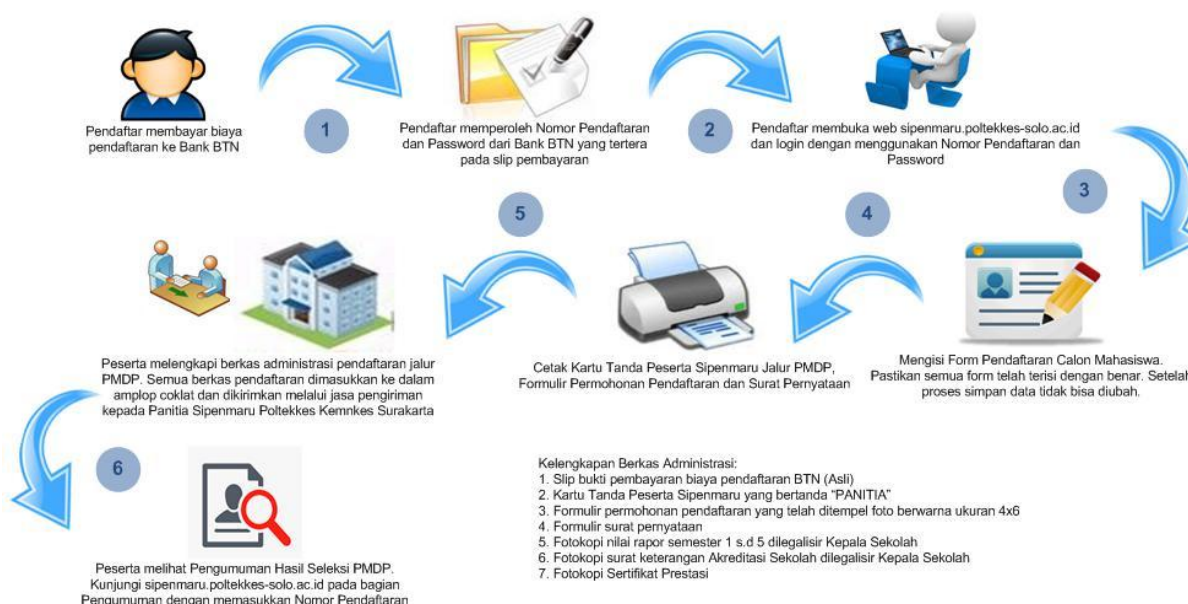 Pendaftar membayar biaya
pendaftaran ke Bank BTN
1
Pendaftar memperoleh Nomor Pendaftaran
dan Password dari Bank BTN yang tertera
pada slip pembayaran
2
Pendaftar membuka web sipenmaru.poltekkes-solo.ac.id
dan login dengan menggunakan Nomor Pendaftaran dan
Password
3
Mengisi Form Pendaftaran Calon Mahasiswa.
Pastikan semua form telah terisi dengan benar. Setelah
proses simpan data tidak bisa diubah.
4
Cetak Kartu Tanda Peserta Sipenmaru Jalur PMDP,
Formulir Permohonan Pendaftaran dan Surat Pernyataan
5
Peserta melengkapi berkas administrasi pendaftaran jalur
PMDP. Semua berkas pendaftaran dimasukkan ke dalam
amplop coklat dan dikirimkan melalui jasa pengiriman
kepada Panitia Sipenmaru Poltekkes Kemnkes Surakarta
6
Peserta melihat Pengumuman Hasil Seleksi PMDP.
Kunjungi sipenmaru.poltekkes-solo.ac.id pada bagian
Pengumuman dengan memasukkan Nomor Pendaftaran
Kelengkapan Berkas Administrasi:
1. Slip bukti pembayaran biaya pendaftaran BTN (Asli)
2. Kartu Tanda Peserta Sipenmaru yang bertanda “PANITIA”
3. Formulir permohonan pendaftaran yang telah ditempel foto berwarna ukuran 4x6
4. Formulir surat pernyataan
5. Fotokopi nilai rapor semester 1 s.d 5 dilegalisir Kepala Sekolah
6. Fotokopi surat keterangan Akreditasi Sekolah dilegalisir Kepala Sekolah
7. Fotokopi Sertifikat Prestasi